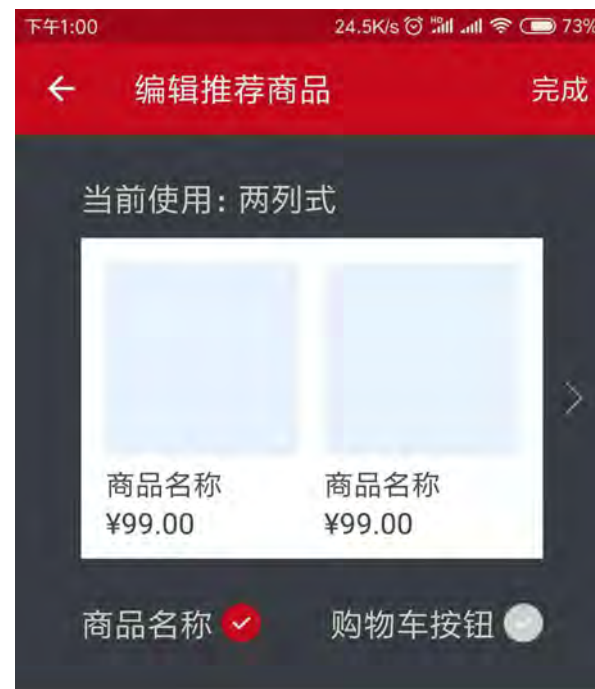 下午1:00 24.5K/s HD 73%
编辑推荐商品 完成
当前使用：两列式
商品名称 商品名称
¥99.00 ¥99.00
商品名称 购物车按钮